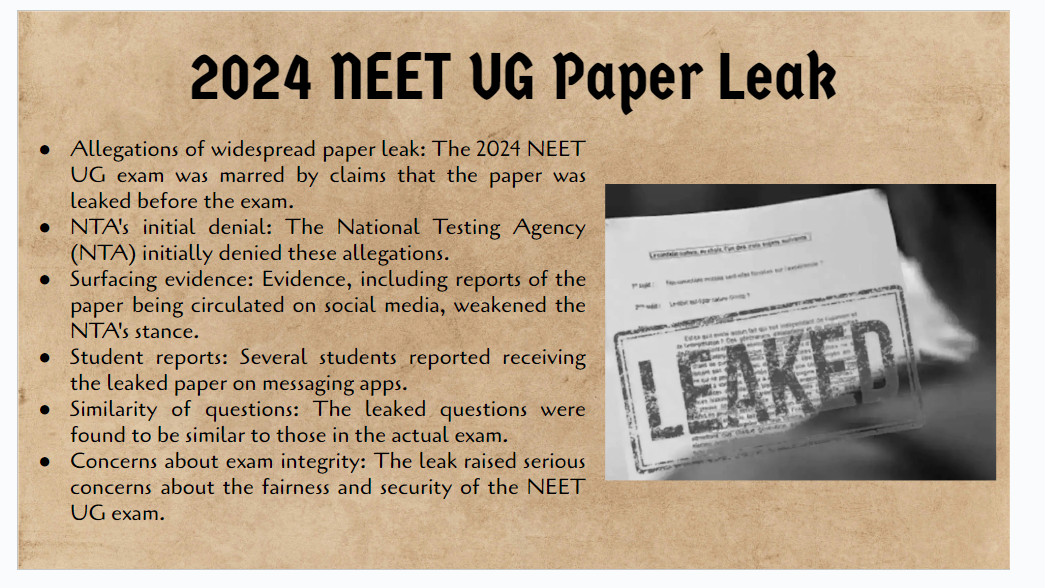 2024 NEET UG Paper Leak
● Allegations of widespread paper leak: The 2024 NEET
UG exam was marred by claims that the paper was
leaked before the exam.
● NTA's initial denial: The National Testing Agency
(NTA) initially denied these allegations.
● Surfacing evidence: Evidence, including reports of the
paper being circulated on social media, weakened the
NTA's stance.
● Student reports: Several students reported receiving
the leaked paper on messaging apps.
● Similarity of questions: The leaked questions were
found to be similar to those in the actual exam.
● Concerns about exam integrity: The leak raised serious
concerns about the fairness and security of the NEET
UG exam.
LEAKED